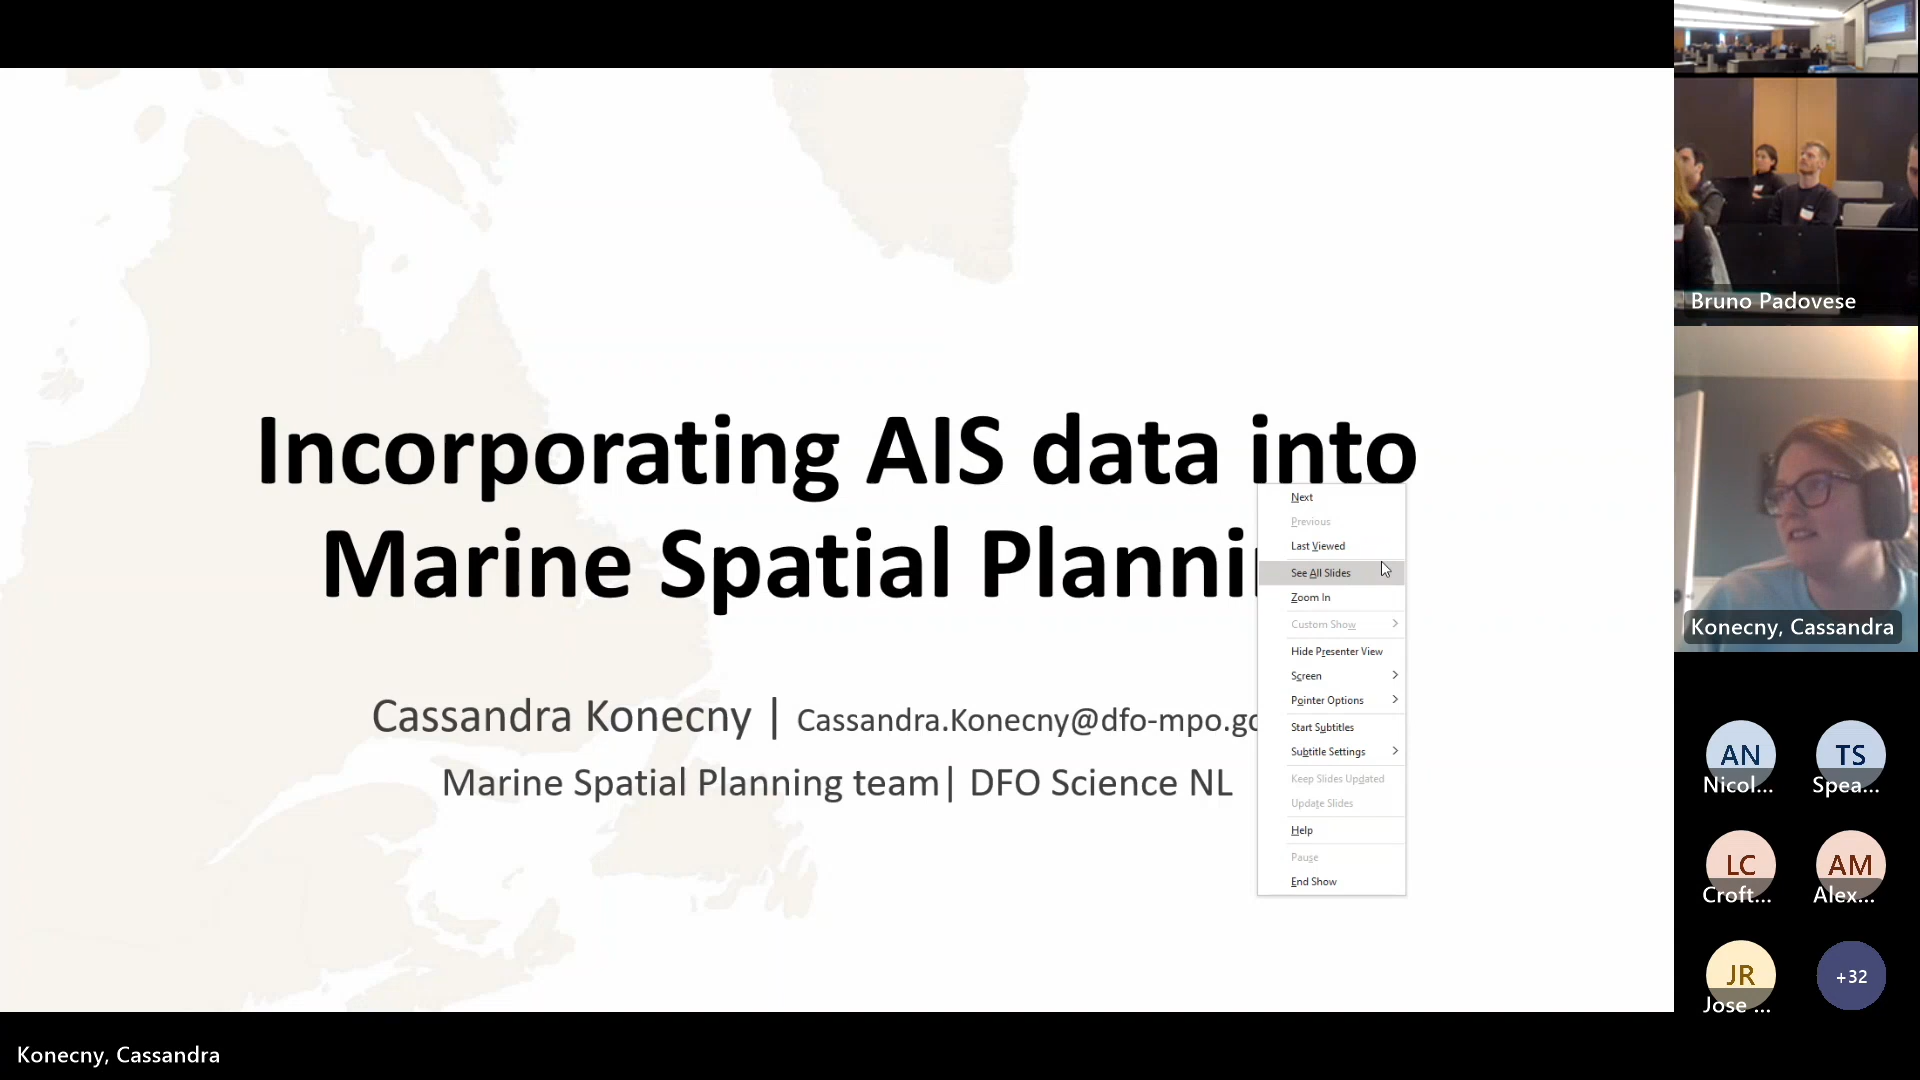 Incorporating AIS data into
Marine Spatial Planni
Cassandra Konecny | Cassandra.Konecny@dfo-mpo.gc
Marine Spatial Planning team| DFO Science NL
Next
Previous
Last Viewed
See All Slides
Zoom In
Custom Show
Hide Presenter View
Screen
Pointer Options
Start Subtitles
Subtitle Settings
Keep Slides Updated
Update Slides
Help
Pause
End Show
Bruno Padovese
Konecny, Cassandra
AN
Nicol...
TS
Spea...
LC
Croft...
AM
Alex...
JR
Jose ...
+32
Konecny, Cassandra